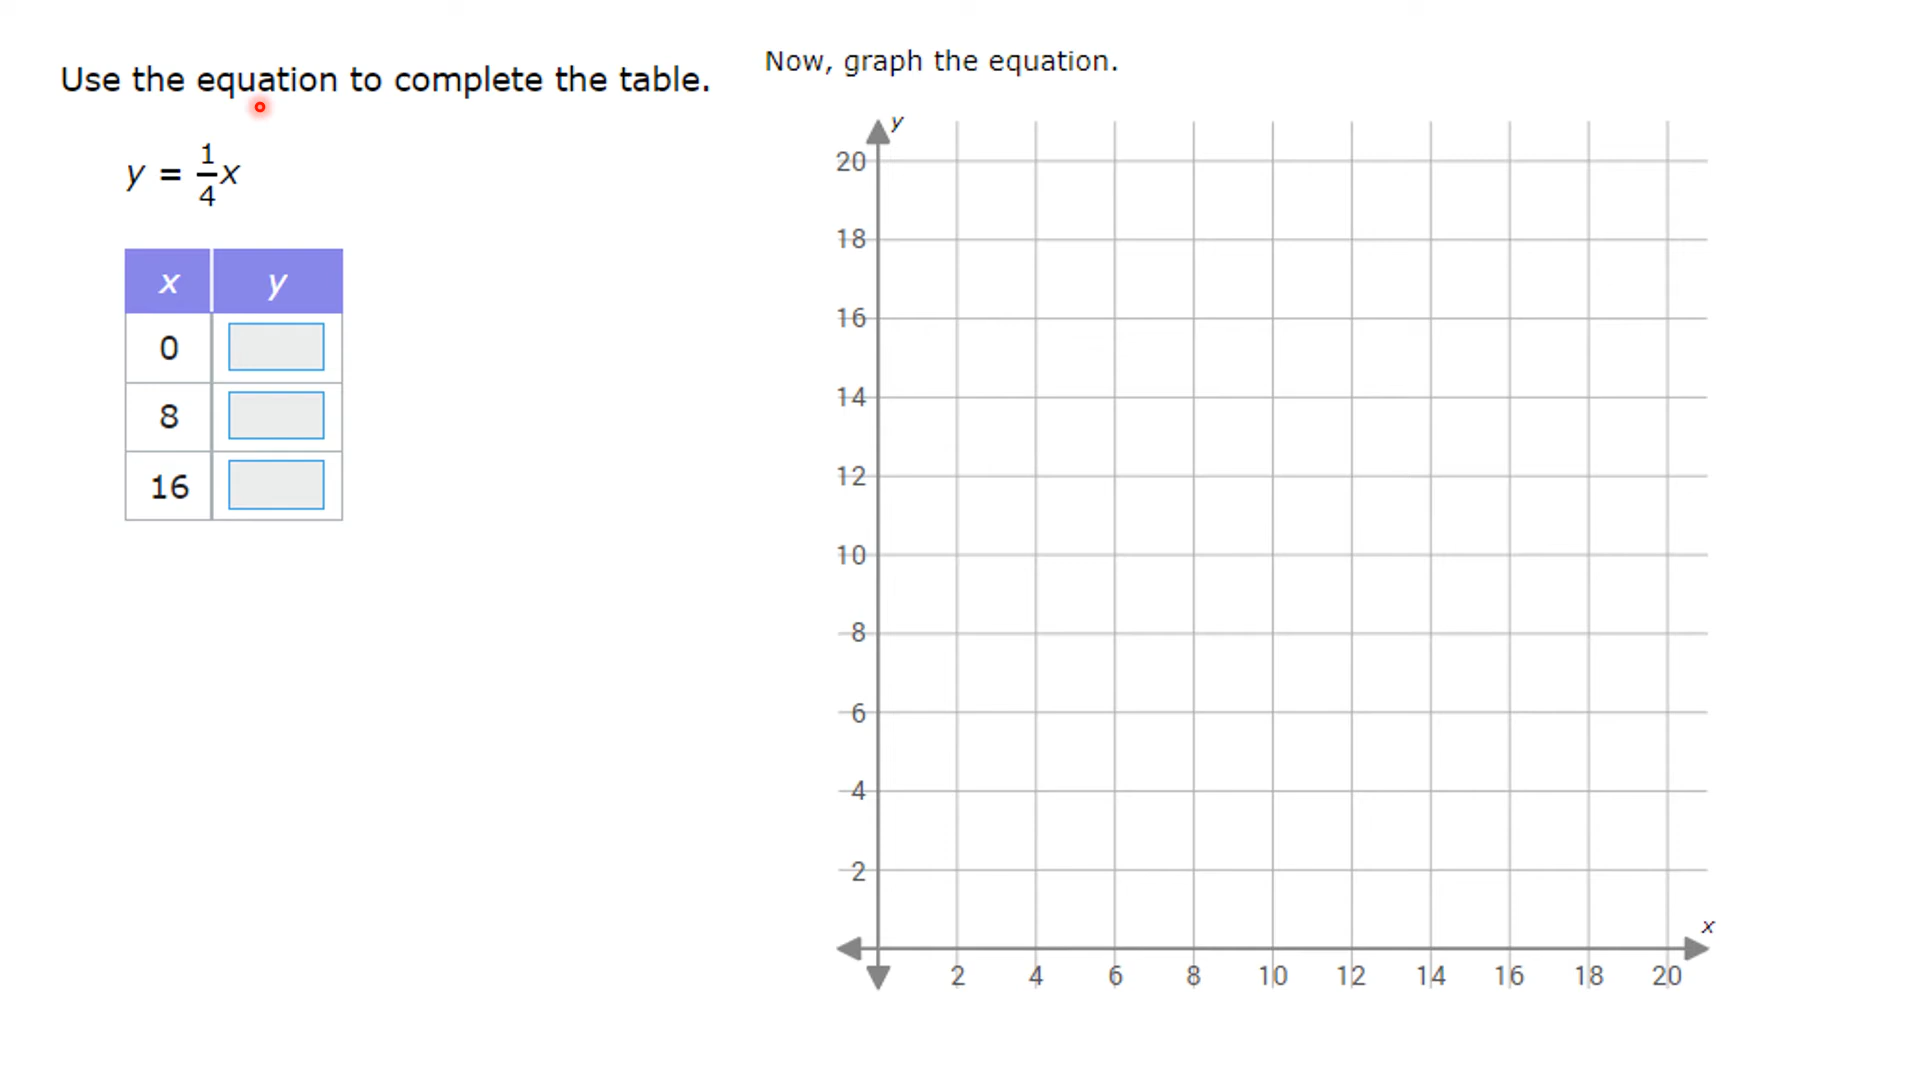 Use the equation to complete the table.
y = 1/4 x
x y
0
8
16
Now, graph the equation.
y
20
18
16
14
12
10
8
6
4
2
x
2 4 6 8 10 12 14 16 18 20